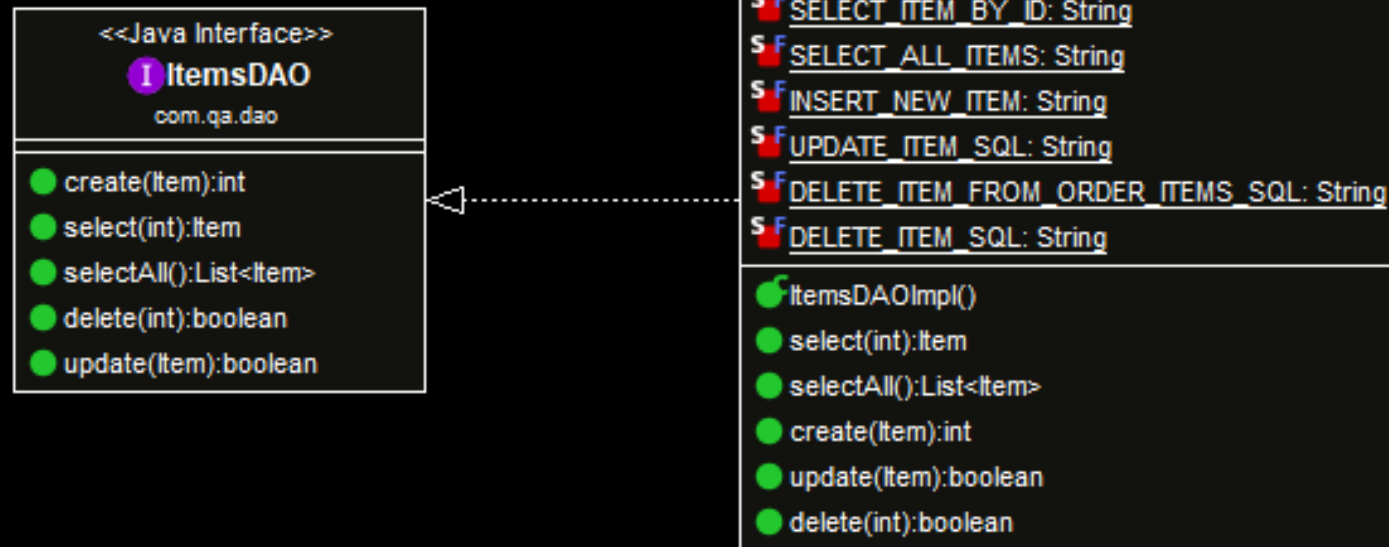 <<Java Interface>>
I ItemsDAO
com.qa.dao
create(Item):int
select(int):Item
selectAll():List<Item>
delete(int):boolean
update(Item):boolean
S F SELECT_ITEM_BY_ID: String
S F SELECT_ALL_ITEMS: String
S F INSERT_NEW_ITEM: String
S F UPDATE_ITEM_SQL: String
S F DELETE_ITEM_FROM_ORDER_ITEMS_SQL: String
S F DELETE_ITEM_SQL: String
C ItemsDAOImpl()
select(int):Item
selectAll():List<Item>
create(Item):int
update(Item):boolean
delete(int):boolean